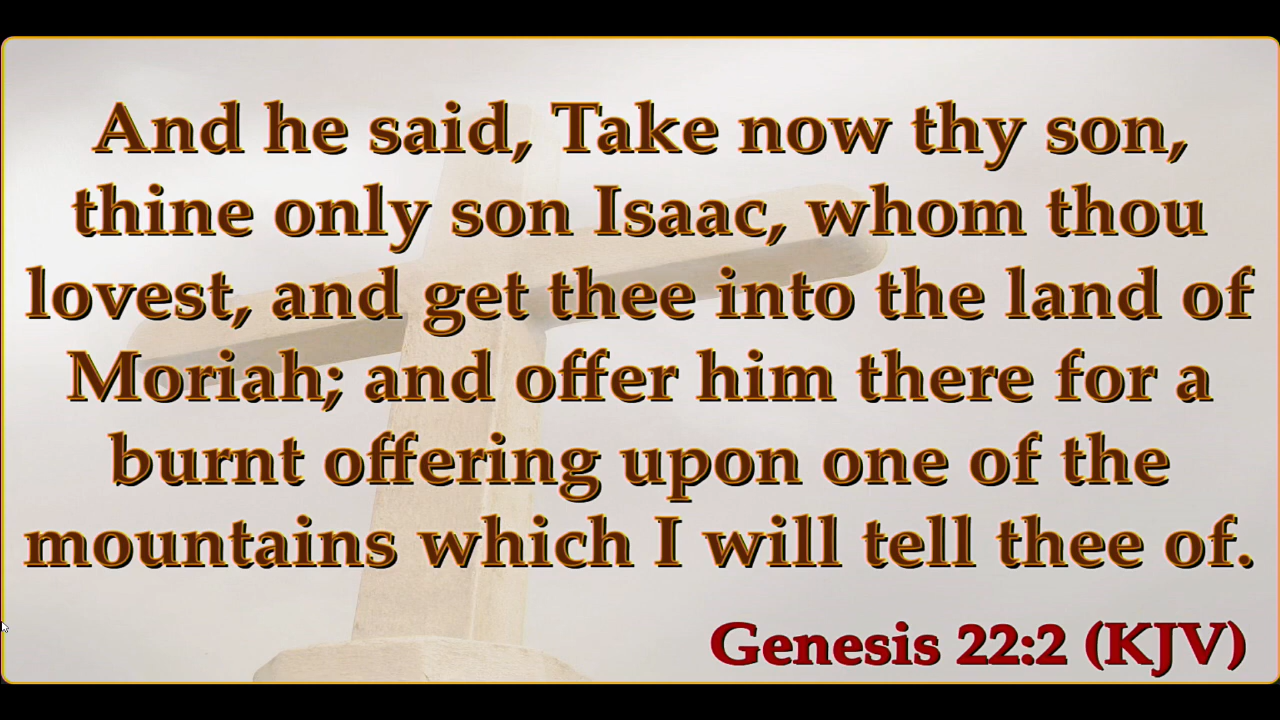 And he said, Take now thy son,
thine only son Isaac, whom thou
lovest, and get thee into the land of
Moriah; and offer him there for a
burnt offering upon one of the
mountains which I will tell thee of.
Genesis 22:2 (KJV)